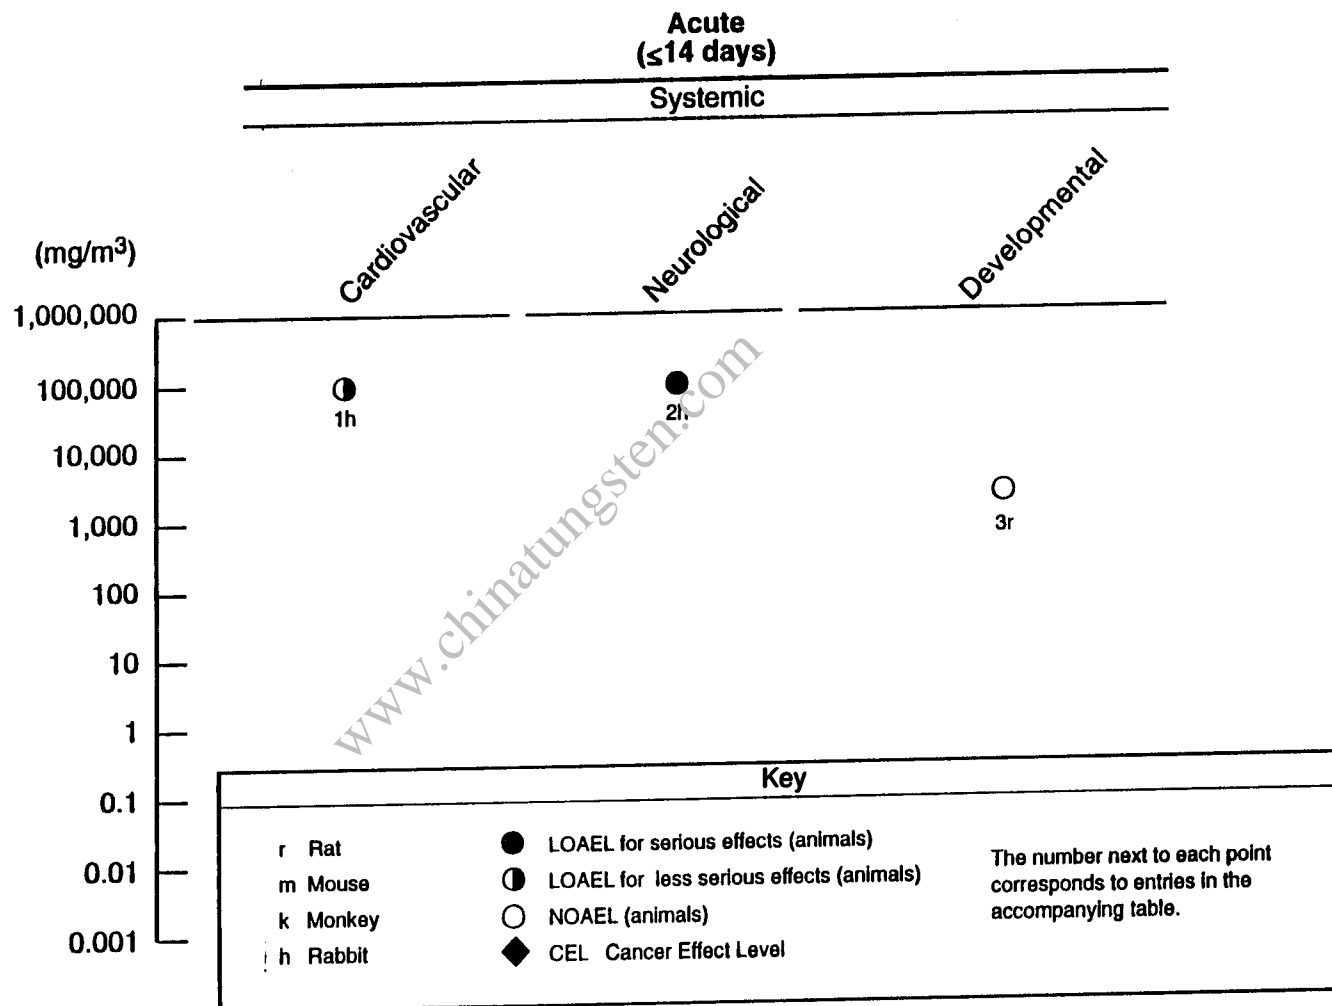 Acute
(≤14 days)
Systemic
Cardiovascular
Neurological
Developmental
(mg/m³)
1,000,000
100,000
10,000
1,000
100
10
1
0.1
0.01
0.001
1h
2h
3r
www.chinatungsten.com
Key
r Rat
m Mouse
k Monkey
h Rabbit
LOAEL for serious effects (animals)
LOAEL for less serious effects (animals)
NOAEL (animals)
CEL Cancer Effect Level
The number next to each point
corresponds to entries in the
accompanying table.